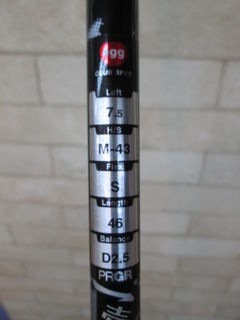 egg
CLUB SPEC
Loft
7.5
H/S
M-43
Flex
S
Length
46
Balance
D2.5
PRGR